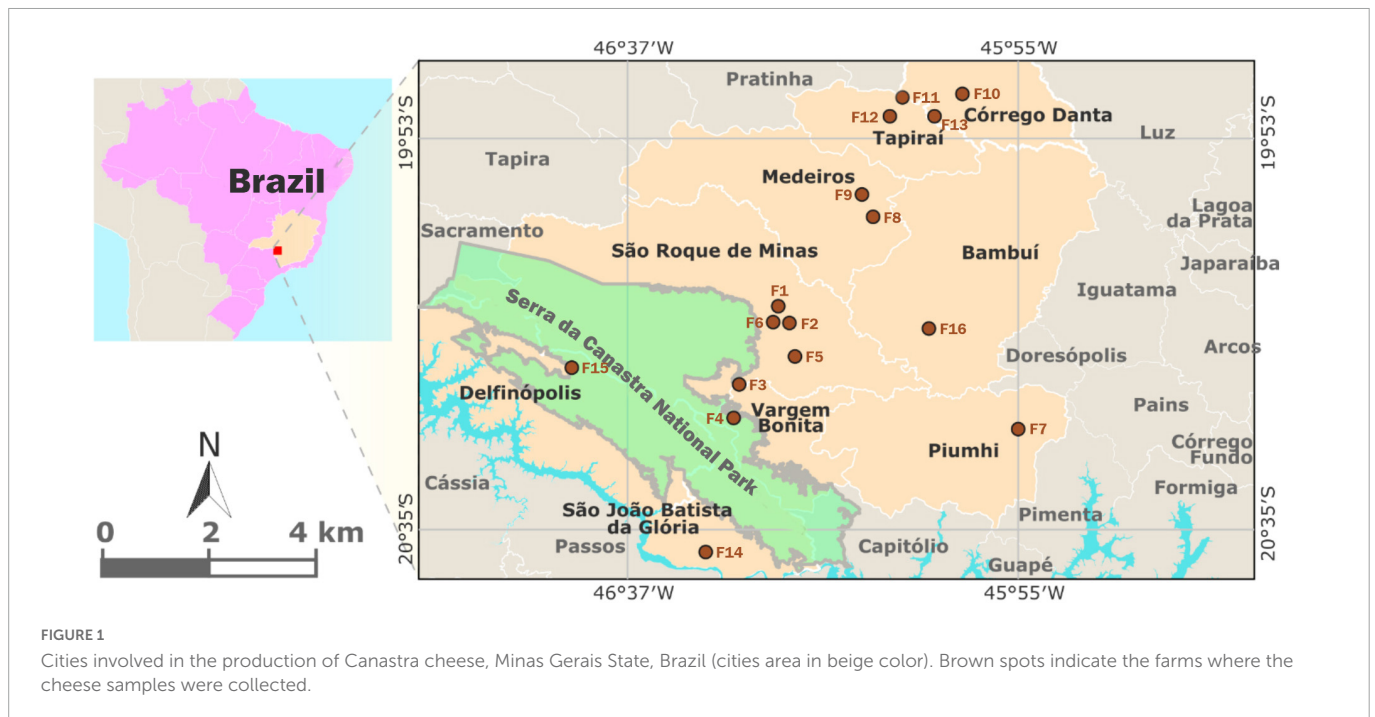 46°37′W
45°55′W
Pratinha
F11
F10
F12
F13
Córrego Danta
Tapiraí
19°53′S
19°53′S
Luz
Tapira
Medeiros
F9
F8
Lagoa
da Prata
Sacramento
São Roque de Minas
Bambuí
Japaraíba
Iguatama
Brazil
Serra da Canastra National Park
F1
F6
F2
F16
F5
Doresópolis
Arcos
F15
F3
Delfinópolis
Vargem
Bonita
F4
Pains
F7
Piumhi
Córrego
Fundo
N
Cássia
Formiga
São João Batista
da Glória
Pimenta
20°35′S
20°35′S
0 2 4 km
Passos
F14
Capitólio
Guapé
46°37′W
45°55′W
FIGURE 1
Cities involved in the production of Canastra cheese, Minas Gerais State, Brazil (cities area in beige color). Brown spots indicate the farms where the
cheese samples were collected.